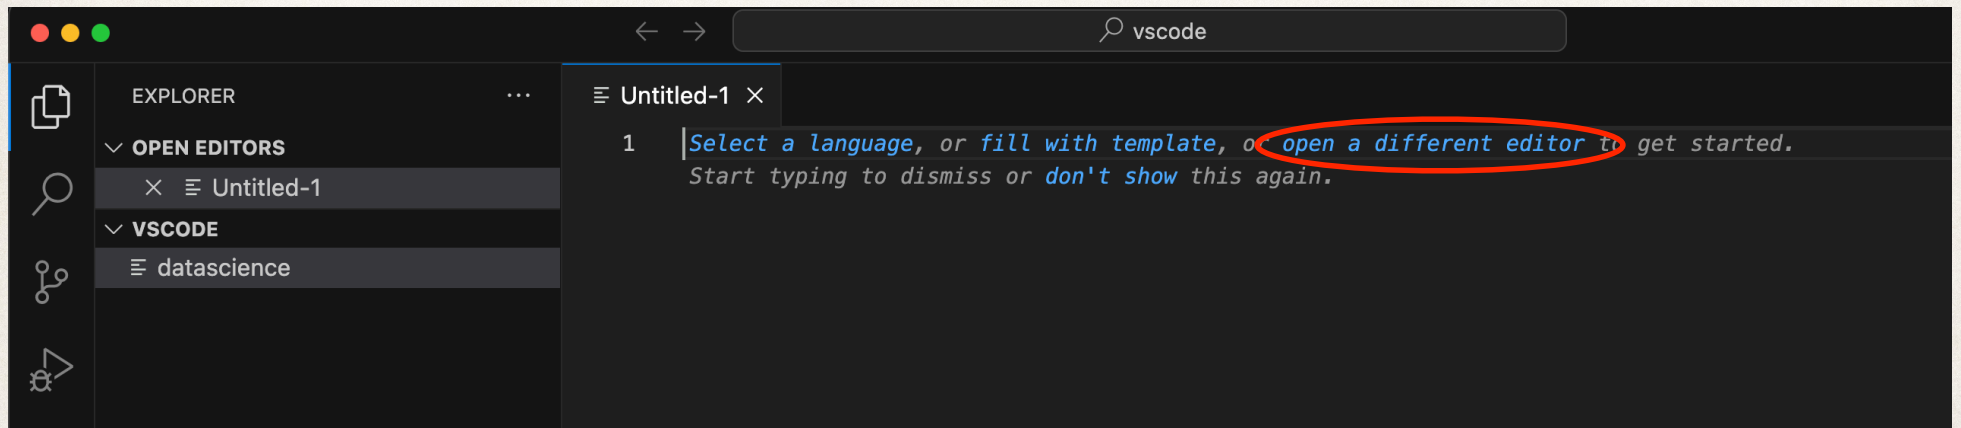 vscode
EXPLORER
Untitled-1
OPEN EDITORS
Untitled-1
VSCODE
datascience
1 Select a language, or fill with template, or open a different editor to get started.
Start typing to dismiss or don't show this again.